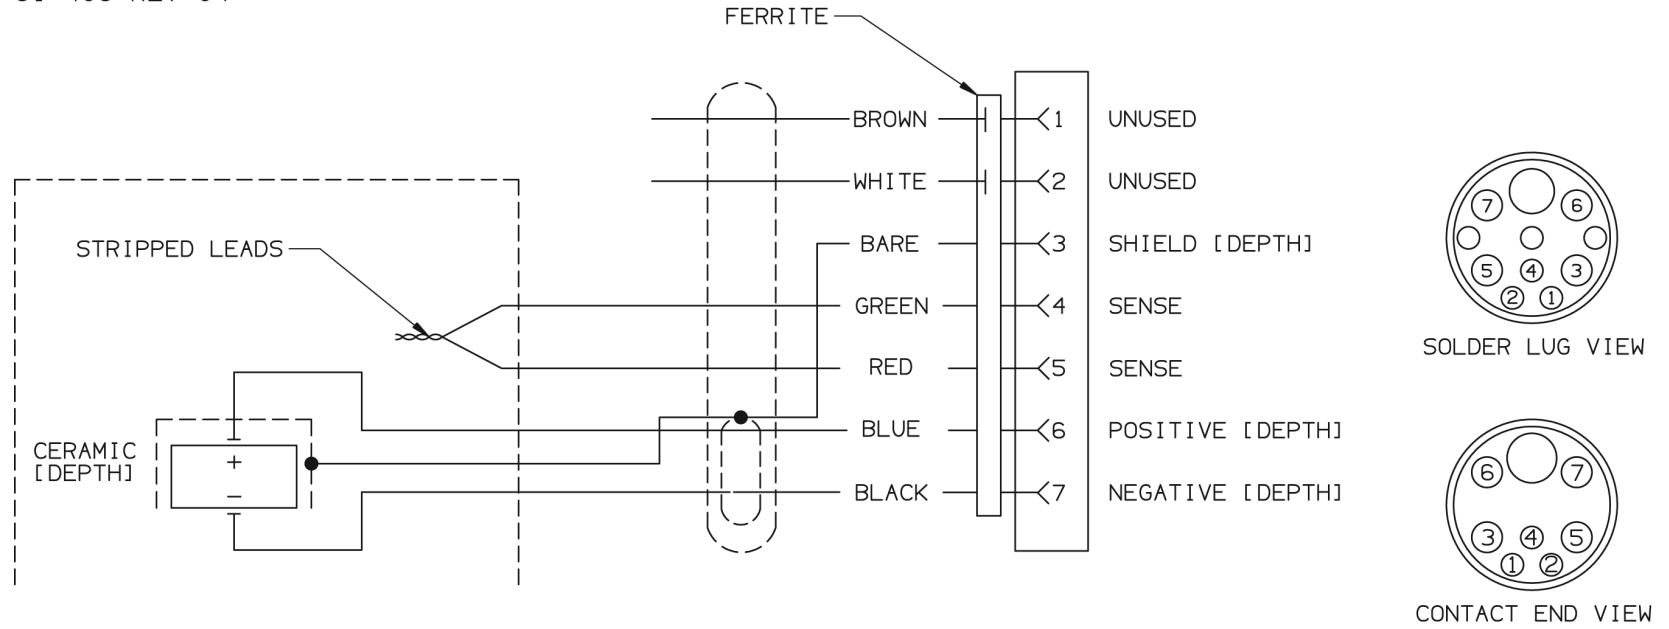 FERRITE
BROWN 1 UNUSED
WHITE 2 UNUSED
STRIPPED LEADS BARE 3 SHIELD [DEPTH]
GREEN 4 SENSE
RED 5 SENSE
BLUE 6 POSITIVE [DEPTH]
CERAMIC
[DEPTH]
+
−
BLACK 7 NEGATIVE [DEPTH]
7 6
5 4 3
2 1
SOLDER LUG VIEW
6 7
3 4 5
1 2
CONTACT END VIEW